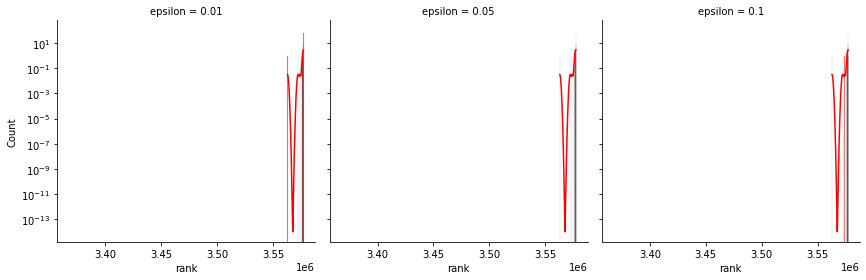 epsilon = 0.01 epsilon = 0.05 epsilon = 0.1
Count
10^1
10^-1
10^-3
10^-5
10^-7
10^-9
10^-11
10^-13
3.40 3.45 3.50 3.55 3.40 3.45 3.50 3.55 3.40 3.45 3.50 3.55
1e6 1e6 1e6
rank rank rank